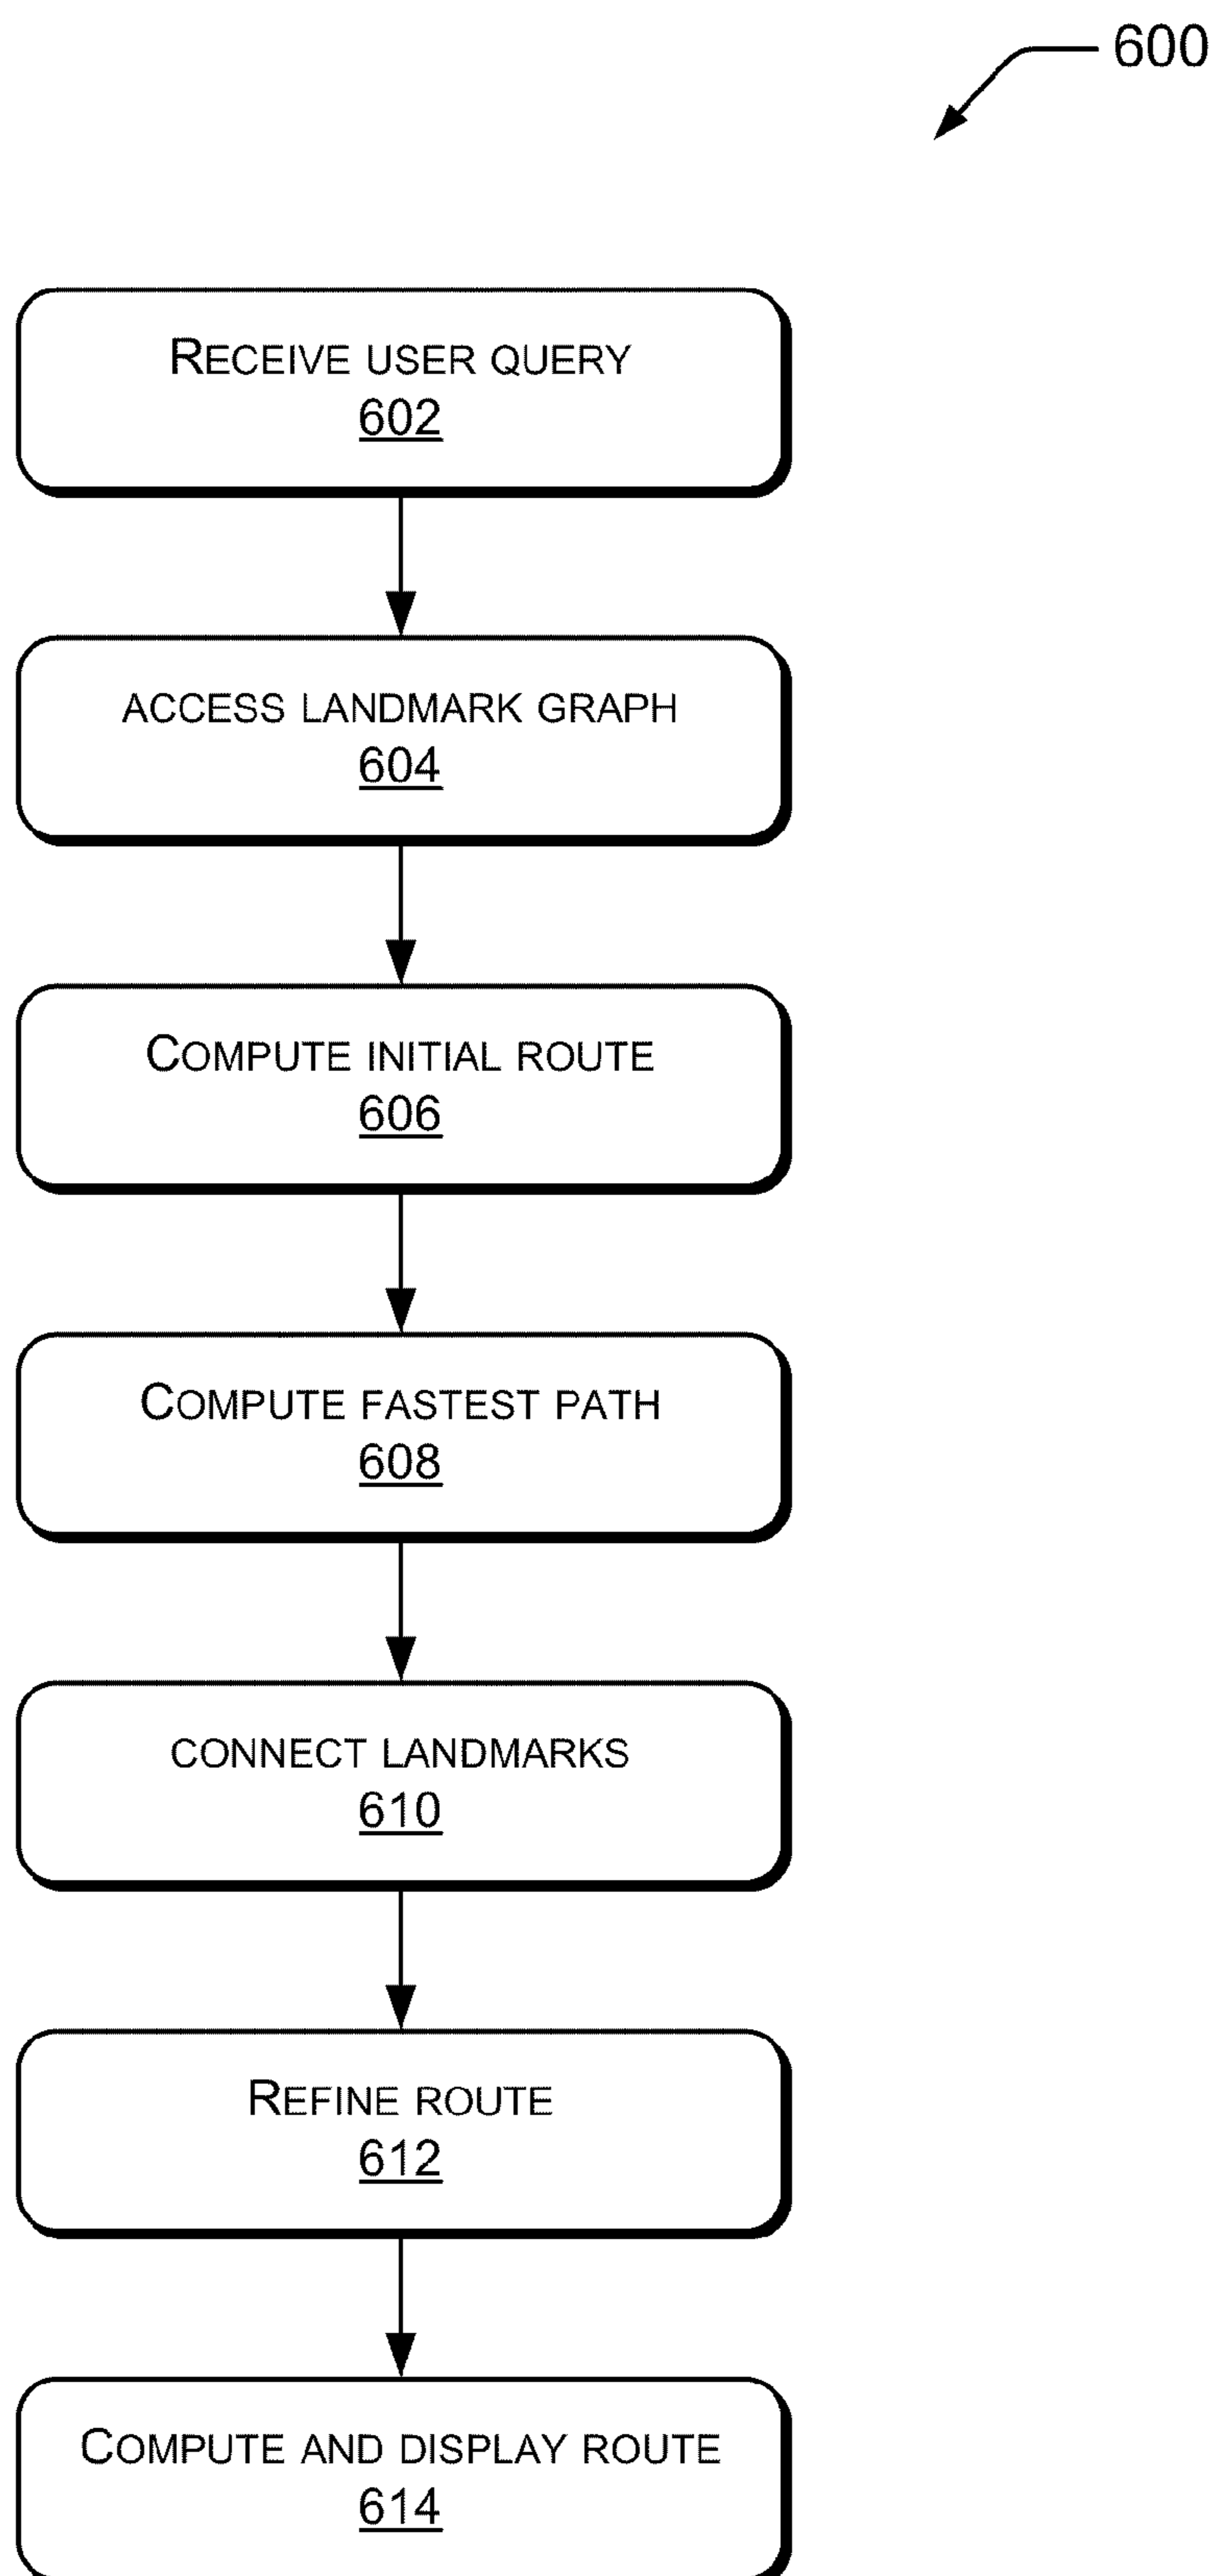 600
RECEIVE USER QUERY
602
ACCESS LANDMARK GRAPH
604
COMPUTE INITIAL ROUTE
606
COMPUTE FASTEST PATH
608
CONNECT LANDMARKS
610
REFINE ROUTE
612
COMPUTE AND DISPLAY ROUTE
614